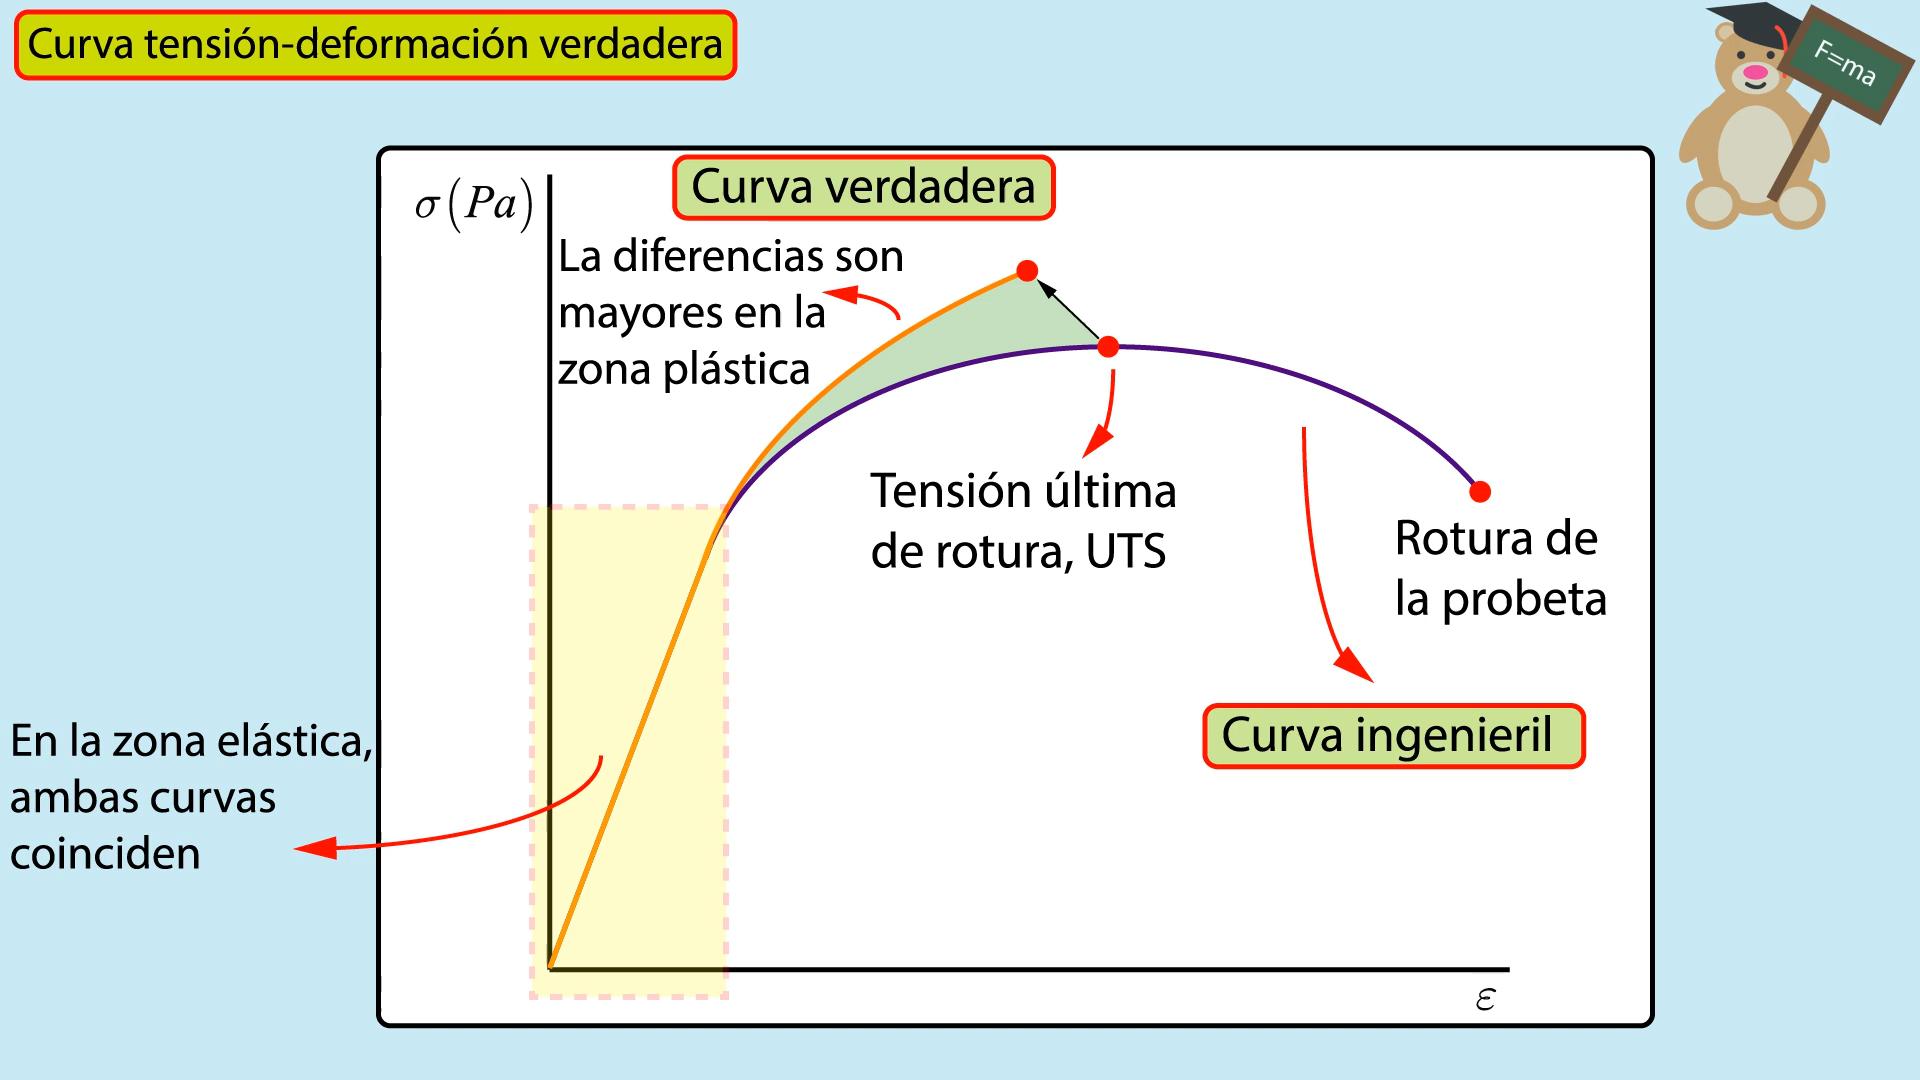 Curva tensión-deformación verdadera
F=ma
σ(Pa)
Curva verdadera
La diferencias son
mayores en la
zona plástica
Tensión última
de rotura, UTS
Rotura de
la probeta
Curva ingenieril
En la zona elástica,
ambas curvas
coinciden
ε